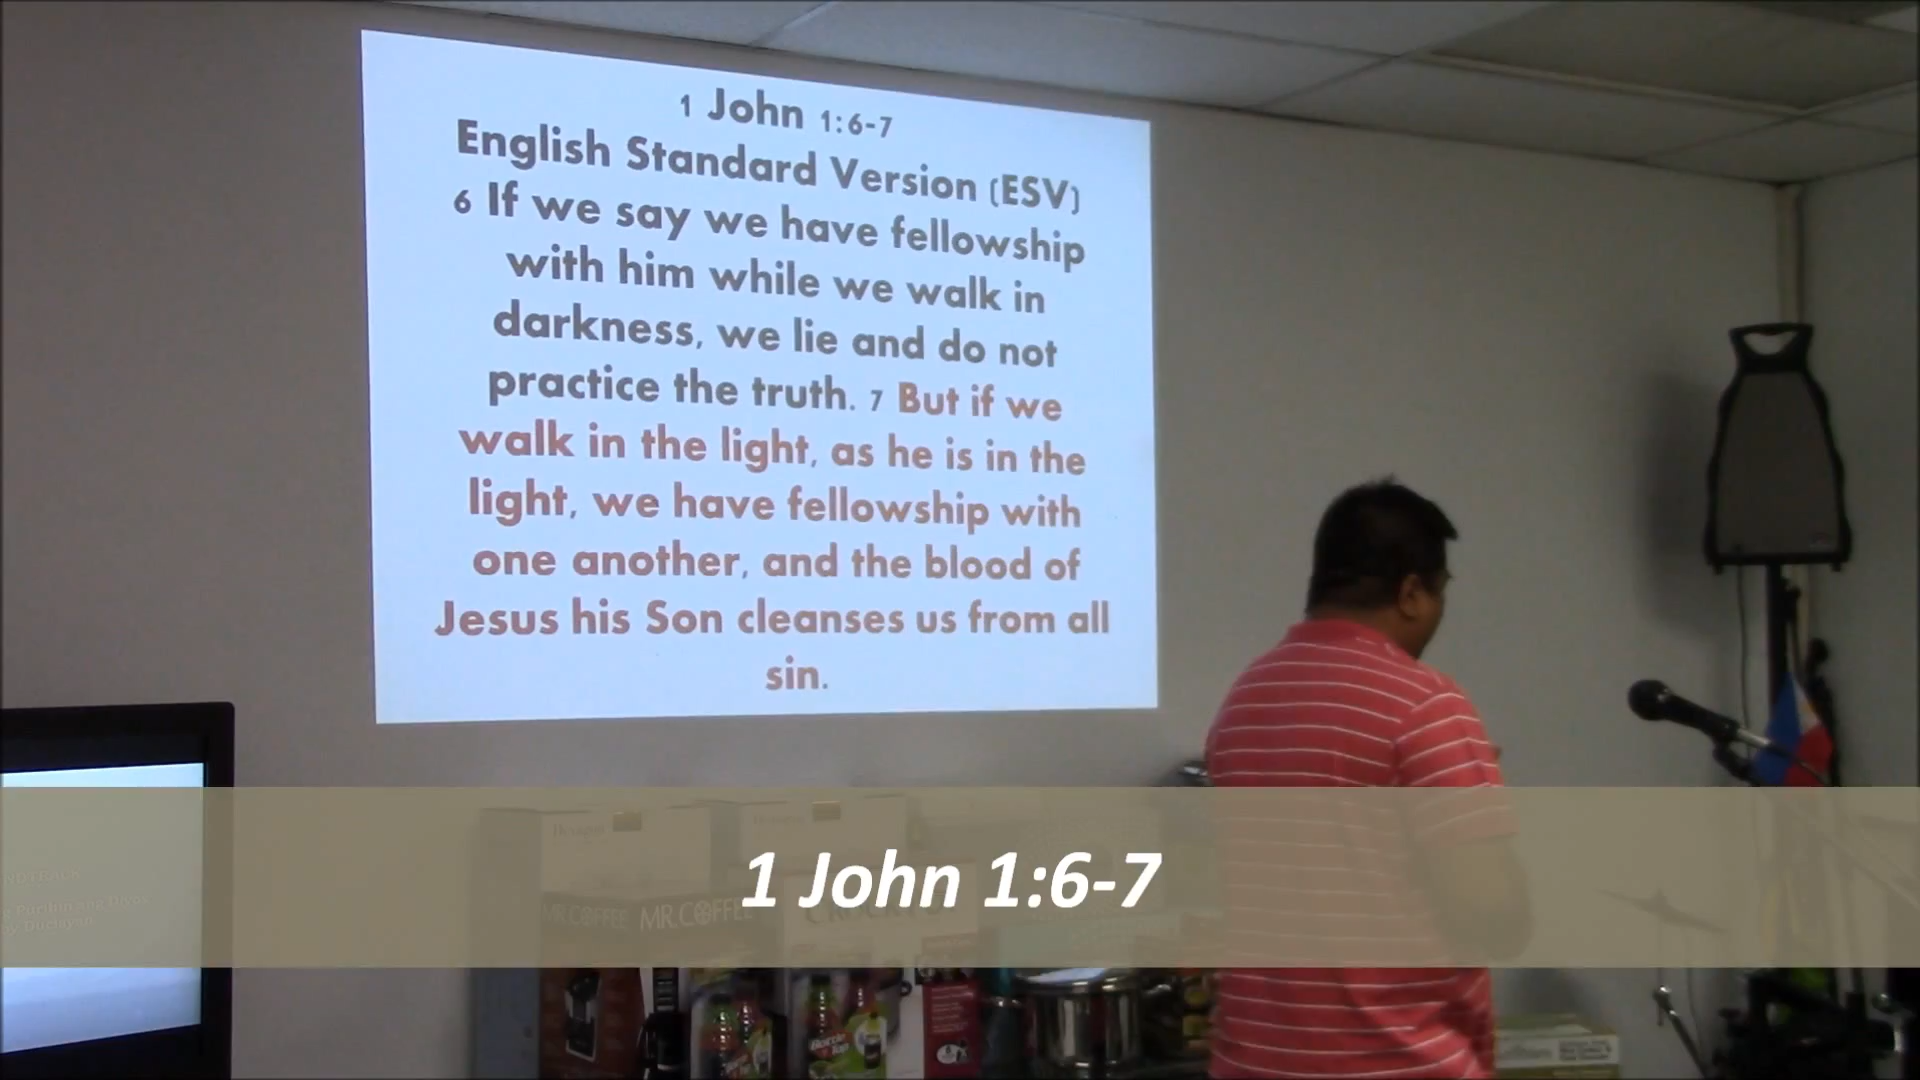 1 John 1:6-7
English Standard Version (ESV)
6 If we say we have fellowship
with him while we walk in
darkness, we lie and do not
practice the truth. 7 But if we
walk in the light, as he is in the
light, we have fellowship with
one another, and the blood of
Jesus his Son cleanses us from all
sin.
1 John 1:6-7
MR.COFFEE MR.COFFEE